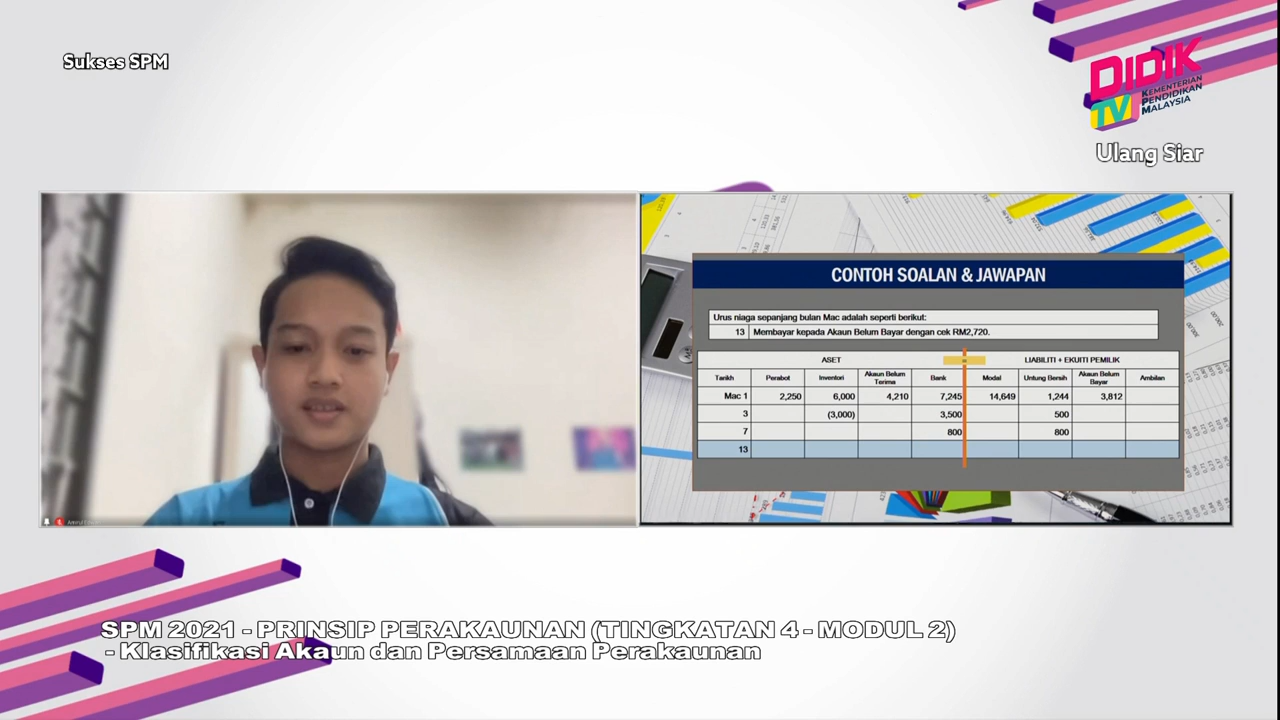 Sukses SPM
DIDIK
TV
KEMENTERIAN
PENDIDIKAN
MALAYSIA
Ulang Siar
CONTOH SOALAN & JAWAPAN
Urus niaga sepanjang bulan Mac adalah seperti berikut:
13 Membayar kepada Akaun Belum Bayar dengan cek RM2,720.
ASET = LIABILITI + EKUITI PEMILIK
Tarikh Perabot Inventori Akaun Belum Terima Bank Modal Untung Bersih Akaun Belum Bayar Ambilan
Mac 1 2,250 6,000 4,210 7,245 14,649 1,244 3,812
3 (3,000) 3,500 500
7 800 800
13
SPM 2021 - PRINSIP PERAKAUNAN (TINGKATAN 4 - MODUL 2)
- Klasifikasi Akaun dan Persamaan Perakaunan